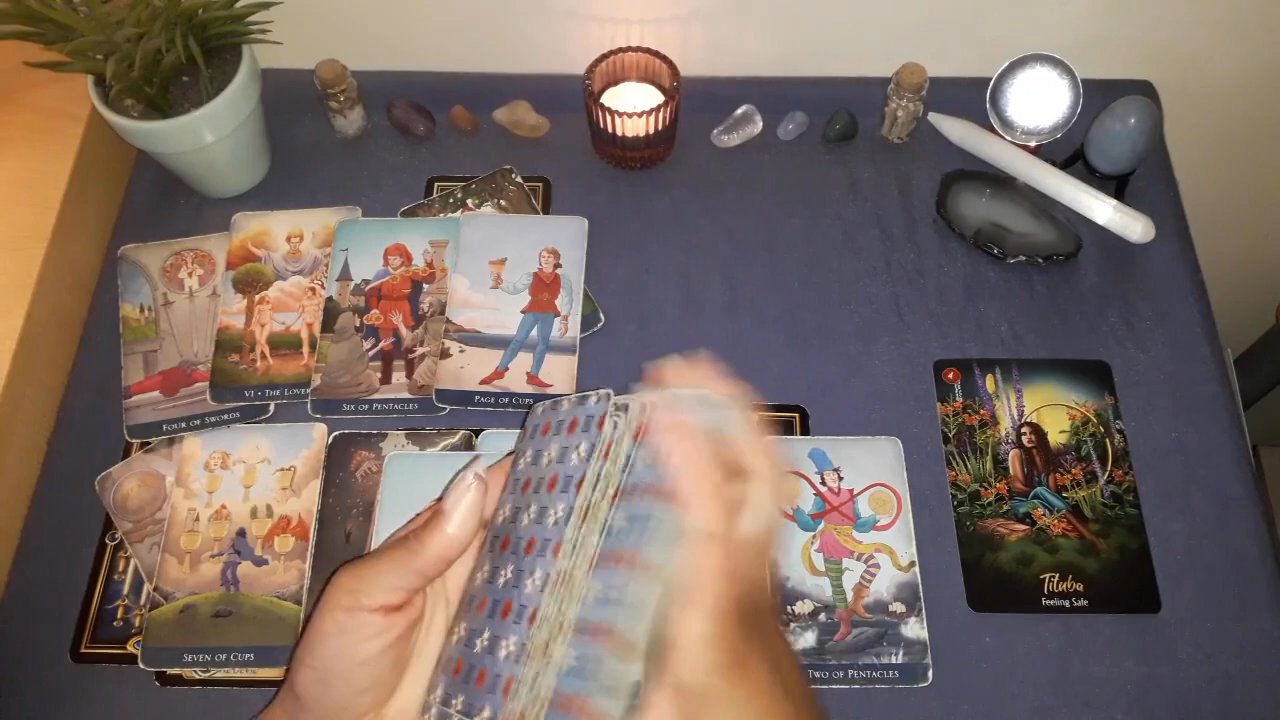 FOUR OF SWORDS
VI • THE LOVER
SIX OF PENTACLES
PAGE OF CUPS
SEVEN OF CUPS
TWO OF PENTACLES
Tituba
Feeling Safe